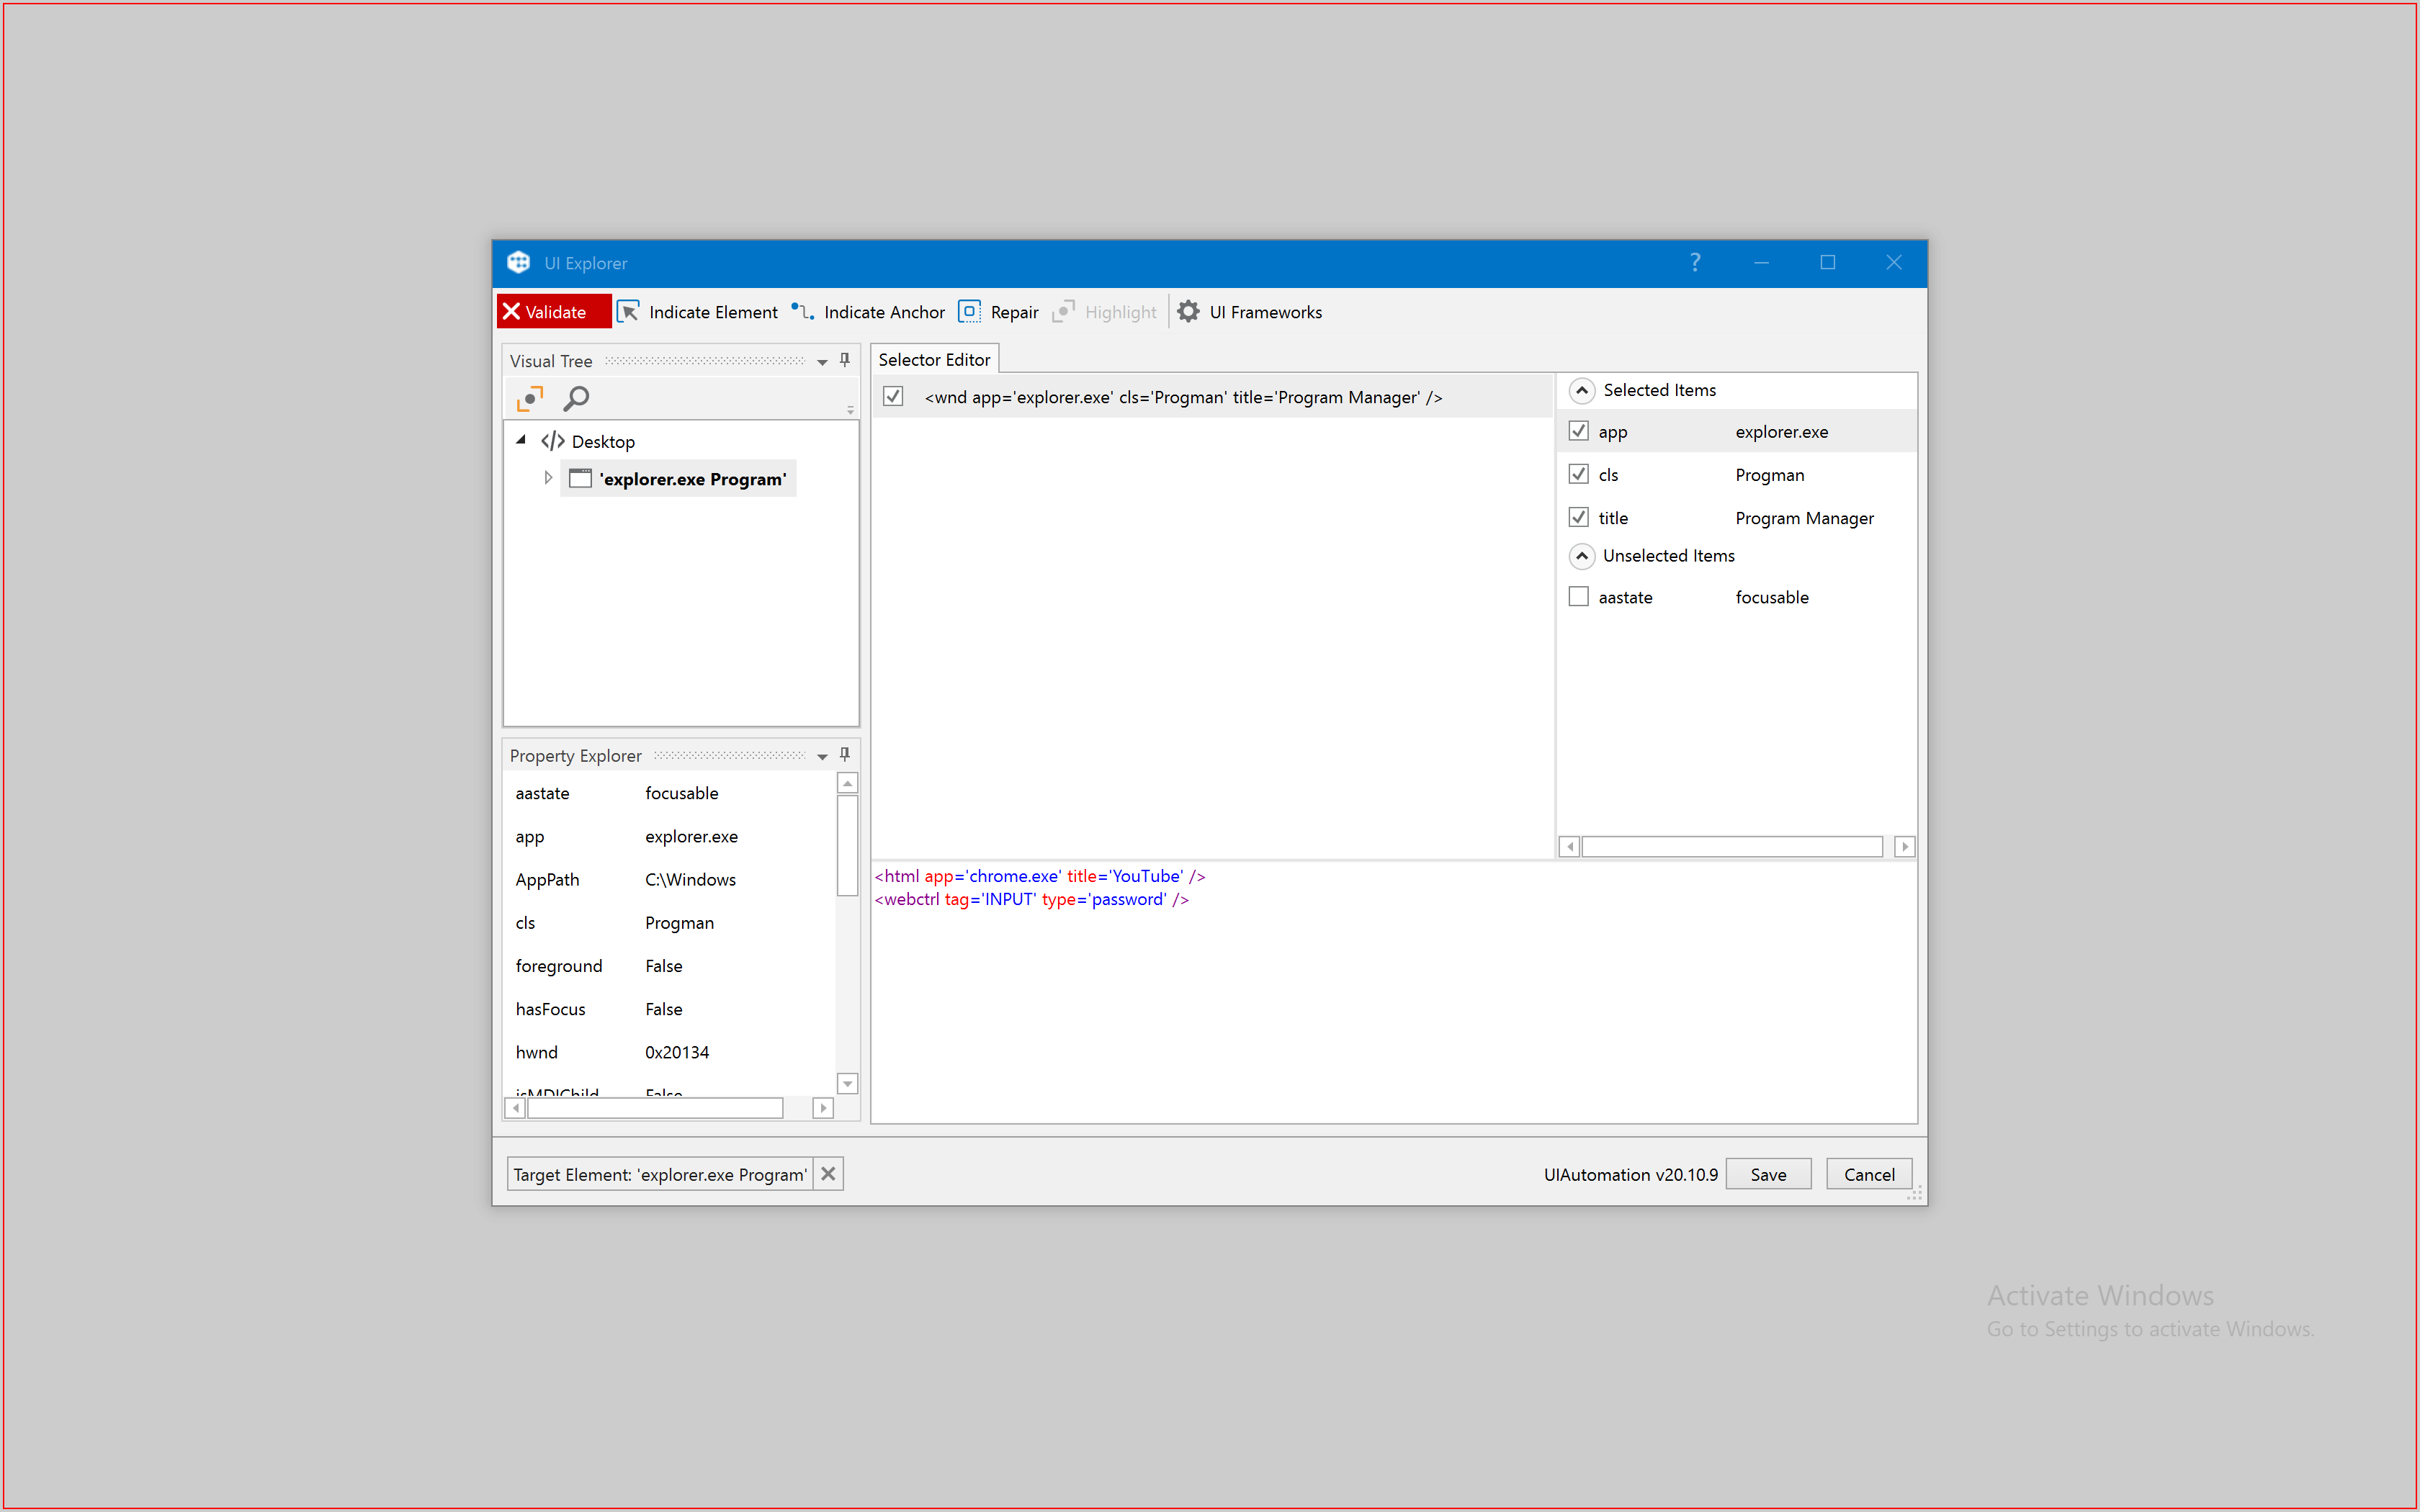 UI Explorer
?
Validate Indicate Element Indicate Anchor Repair Highlight UI Frameworks
Visual Tree
</> Desktop
'explorer.exe Program'
Selector Editor
<wnd app='explorer.exe' cls='Progman' title='Program Manager' />
Selected Items
app explorer.exe
cls Progman
title Program Manager
Unselected Items
aastate focusable
Property Explorer
aastate focusable
app explorer.exe
AppPath C:\Windows
cls Progman
foreground False
hasFocus False
hwnd 0x20134
isMDIChild False
<html app='chrome.exe' title='YouTube' />
<webctrl tag='INPUT' type='password' />
Target Element: 'explorer.exe Program'
UIAutomation v20.10.9 Save Cancel
Activate Windows
Go to Settings to activate Windows.